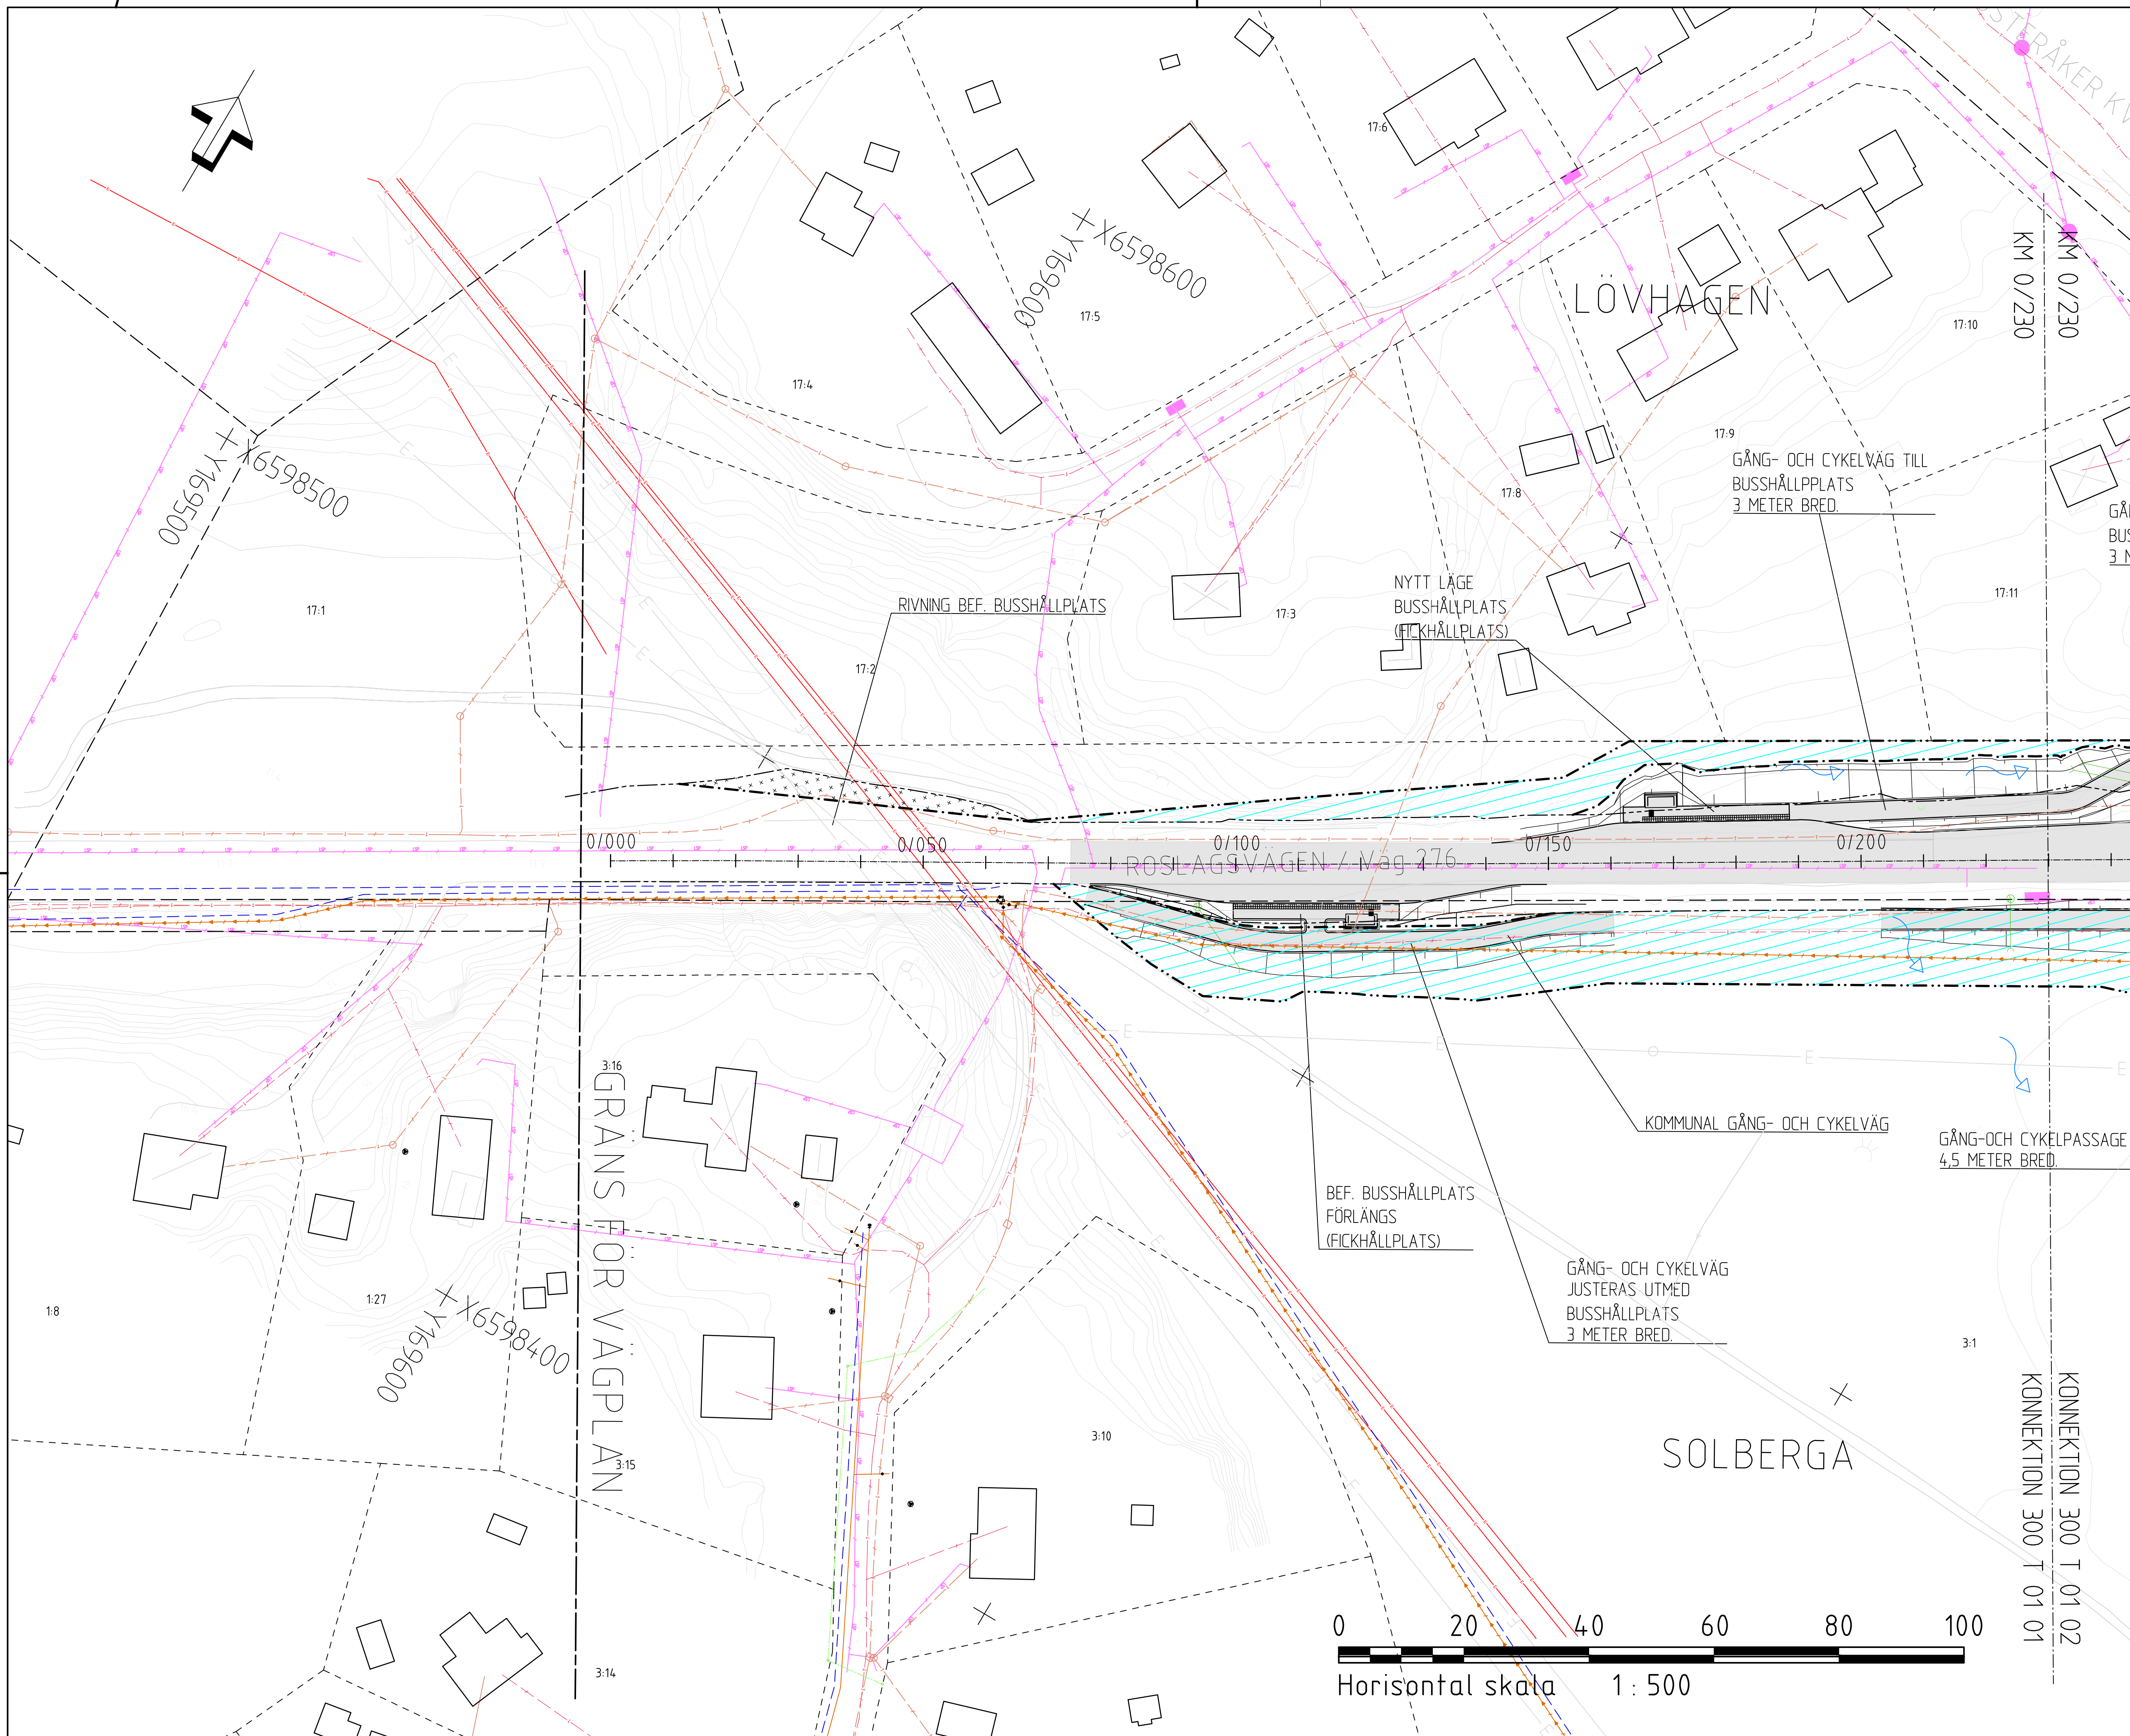 ÖSTERÅKER KV
17:6
X6598600
Y169600
17:5
LÖVHAGEN
17:10
KM 0/230
KM 0/230
17:4
X6598500
Y169500
17:9
GÅNG- OCH CYKELVÄG TILL
BUSSHÅLLPPLATS
3 METER BRED.
17:8
17:1
RIVNING BEF. BUSSHÅLLPLATS
17:2
17:3
NYTT LÄGE
BUSSHÅLLPLATS
(FICKHÅLLPLATS)
17:11
0/000
0/050
0/100
0/150
0/200
ROSLAGSVÄGEN / Väg 276
3:16
GRÄNS FÖR VÄGPLAN
KOMMUNAL GÅNG- OCH CYKELVÄG
GÅNG-OCH CYKELPASSAGE
4,5 METER BRED.
BEF. BUSSHÅLLPLATS
FÖRLÄNGS
(FICKHÅLLPLATS)
GÅNG- OCH CYKELVÄG
JUSTERAS UTMED
BUSSHÅLLPLATS
3 METER BRED.
1:8
1:27
X6598400
Y169600
3:1
3:10
3:15
SOLBERGA
KONNEKTION 300 T 01 01
KONNEKTION 300 T 01 02
3:14
0 20 40 60 80 100
Horisontal skala 1 : 500